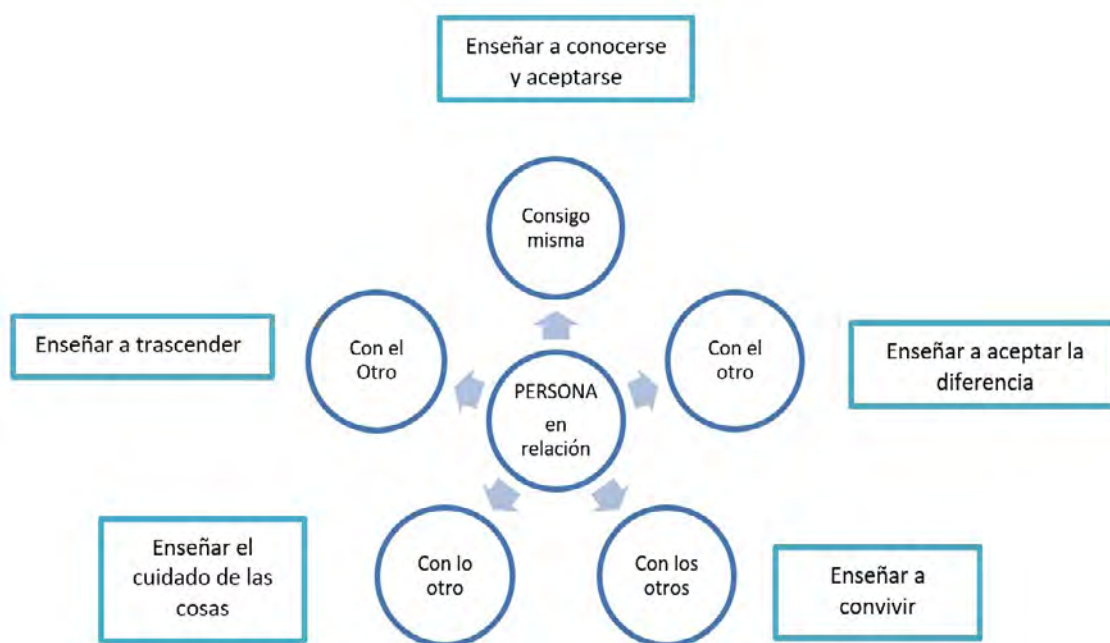 Enseñar a conocerse
y aceptarse
Consigo
misma
Enseñar a trascender
Con el
Otro
PERSONA
en
relación
Con el
otro
Enseñar a aceptar la
diferencia
Enseñar el
cuidado de las
cosas
Con lo
otro
Con los
otros
Enseñar a
convivir